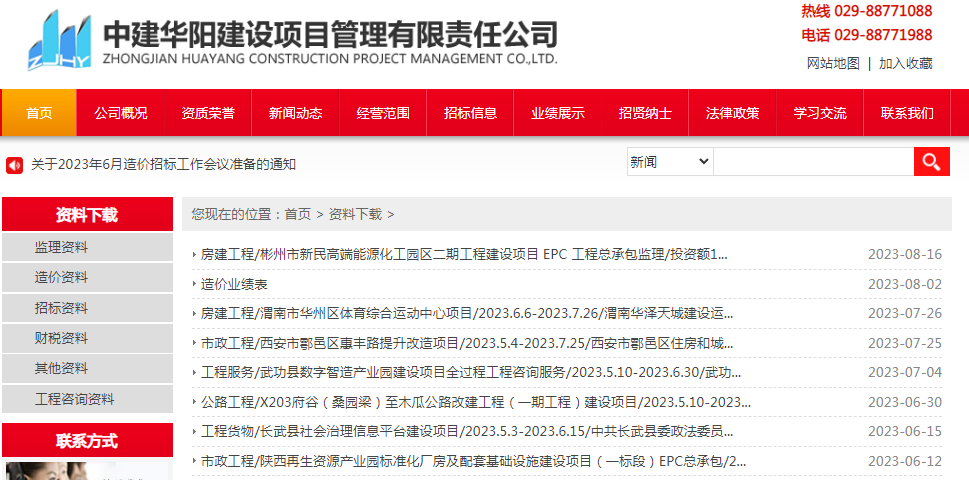 ZJHY
中建华阳建设项目管理有限责任公司
ZHONGJIAN HUAYANG CONSTRUCTION PROJECT MANAGEMENT CO.,LTD.
热线 029-88771088
电话 029-88771988
网站地图 | 加入收藏
首页 公司概况 资质荣誉 新闻动态 经营范围 招标信息 业绩展示 招贤纳士 法律政策 学习交流 联系我们
关于2023年6月造价招标工作会议准备的通知
新闻
资料下载
监理资料
造价资料
招标资料
财税资料
其他资料
工程咨询资料
联系方式
您现在的位置：首页 > 资料下载 >
房建工程/彬州市新民高端能源化工园区二期工程建设项目 EPC 工程总承包监理/投资额1... 2023-08-16
造价业绩表 2023-08-02
房建工程/渭南市华州区体育综合运动中心项目/2023.6.6-2023.7.26/渭南华泽天城建设运... 2023-07-26
市政工程/西安市鄠邑区惠丰路提升改造项目/2023.5.4-2023.7.25/西安市鄠邑区住房和城... 2023-07-25
工程服务/武功县数字智造产业园建设项目全过程工程咨询服务/2023.5.10-2023.6.30/武功... 2023-07-04
公路工程/X203府谷（桑园梁）至木瓜公路改建工程（一期工程）建设项目/2023.5.10-2023... 2023-06-30
工程货物/长武县社会治理信息平台建设项目/2023.5.3-2023.6.15/中共长武县委政法委员... 2023-06-15
市政工程/陕西再生资源产业园标准化厂房及配套基础设施建设项目（一标段）EPC总承包/2... 2023-06-12